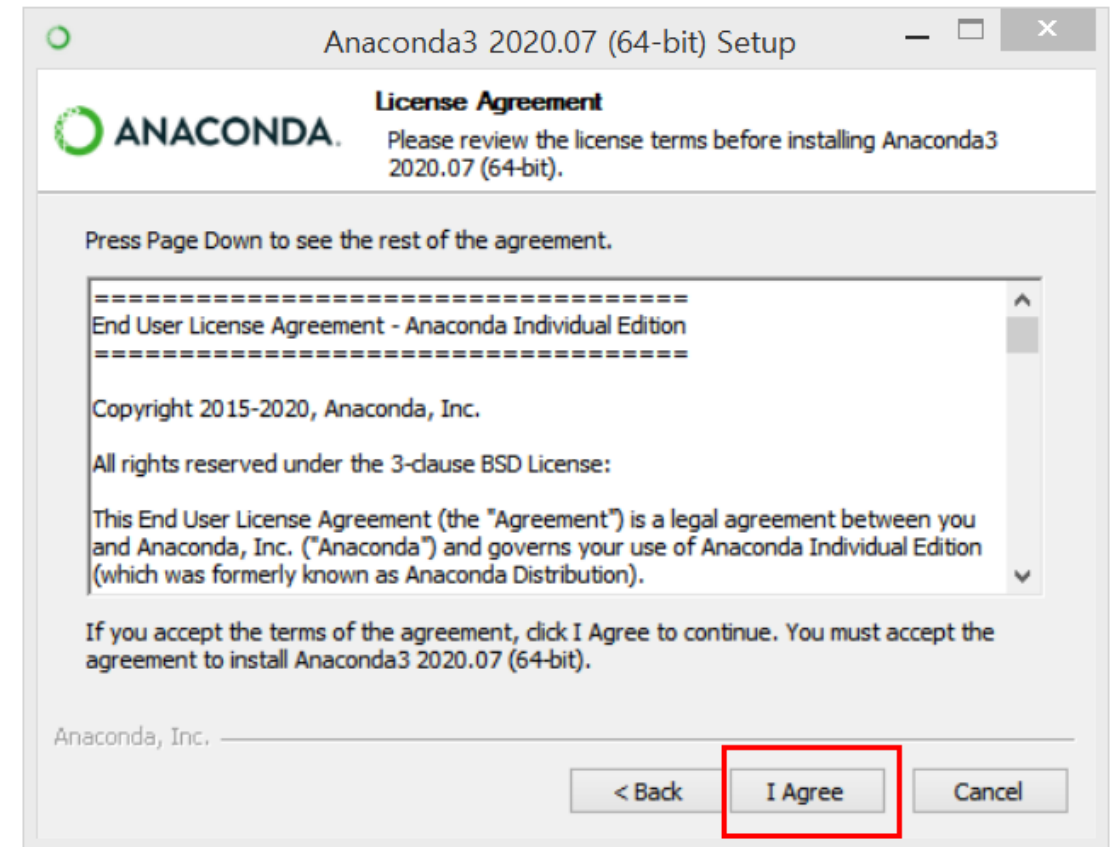 Anaconda3 2020.07 (64-bit) Setup
ANACONDA.
License Agreement
Please review the license terms before installing Anaconda3
2020.07 (64-bit).
Press Page Down to see the rest of the agreement.
===================================
End User License Agreement - Anaconda Individual Edition
===================================
Copyright 2015-2020, Anaconda, Inc.
All rights reserved under the 3-clause BSD License:
This End User License Agreement (the "Agreement") is a legal agreement between you
and Anaconda, Inc. ("Anaconda") and governs your use of Anaconda Individual Edition
(which was formerly known as Anaconda Distribution).
If you accept the terms of the agreement, click I Agree to continue. You must accept the
agreement to install Anaconda3 2020.07 (64-bit).
Anaconda, Inc.
< Back
I Agree
Cancel